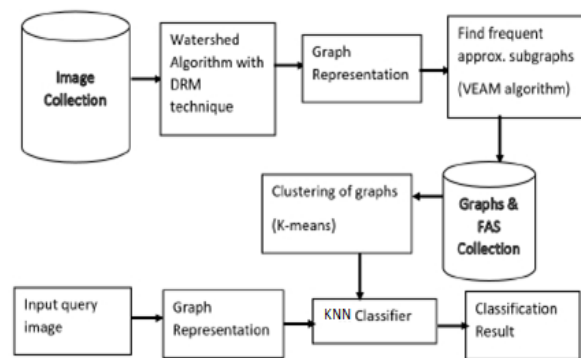 Image
Collection
Watershed
Algorithm with
DRM
technique
Graph
Representation
Find frequent
approx. subgraphs
(VEAM algorithm)
Clustering of graphs
(K-means)
Graphs &
FAS
Collection
Input query
image
Graph
Representation
KNN Classifier
Classification
Result